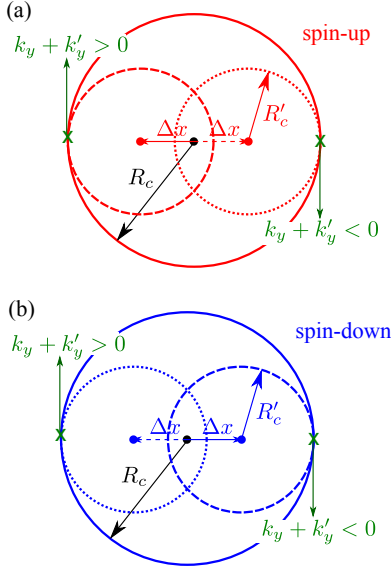 (a)
spin-up
k_y + k'_y > 0
Δx Δx
R'_c
R_c
k_y + k'_y < 0
(b)
spin-down
k_y + k'_y > 0
Δx Δx
R'_c
R_c
k_y + k'_y < 0